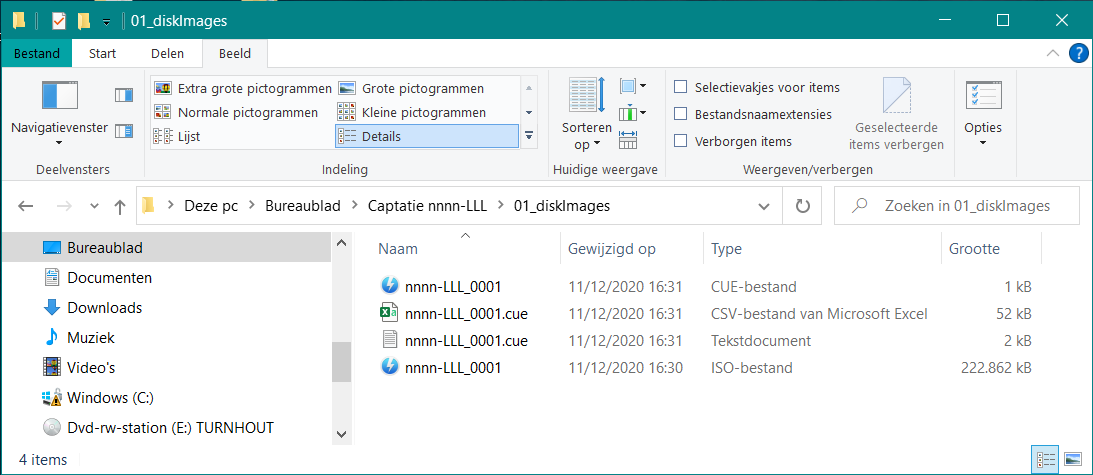 01_diskImages
Bestand Start Delen Beeld
Extra grote pictogrammen Grote pictogrammen
Normale pictogrammen Kleine pictogrammen
Lijst Details
Navigatievenster
Sorteren op
Selectievakjes voor items
Bestandsnaamextensies
Verborgen items
Geselecteerde items verbergen
Opties
Deelvensters Indeling Huidige weergave Weergeven/verbergen
Deze pc Bureaublad Captatie nnnn-LLL 01_diskImages Zoeken in 01_diskImages
Bureaublad
Documenten
Downloads
Muziek
Video's
Windows (C:)
Dvd-rw-station (E:) TURNHOUT
Naam Gewijzigd op Type Grootte
nnnn-LLL_0001 11/12/2020 16:31 CUE-bestand 1 kB
nnnn-LLL_0001.cue 11/12/2020 16:31 CSV-bestand van Microsoft Excel 52 kB
nnnn-LLL_0001.cue 11/12/2020 16:31 Tekstdocument 2 kB
nnnn-LLL_0001 11/12/2020 16:30 ISO-bestand 222.862 kB
4 items